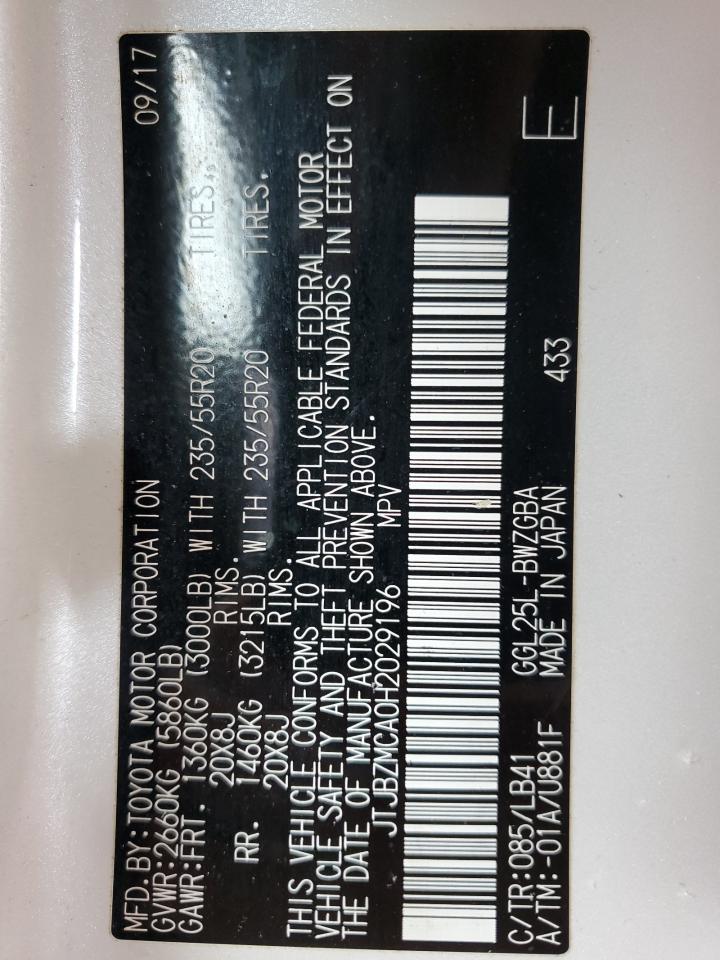 MFD. BY:TOYOTA MOTOR CORPORATION 09/17
GVWR:2660KG (5860LB)
GAWR:FRT. 1360KG (3000LB) WITH 235/55R20 TIRES,
20X8J RIMS.
RR. 1460KG (3215LB) WITH 235/55R20 TIRES.
20X8J RIMS.
THIS VEHICLE CONFORMS TO ALL APPLICABLE FEDERAL MOTOR
VEHICLE SAFETY AND THEFT PREVENTION STANDARDS IN EFFECT ON
THE DATE OF MANUFACTURE SHOWN ABOVE.
JTJBZMCA0H2029196 MPV
C/TR:085/LB41 GGL25L-BWZGBA E
A/TM:-01A/U881F MADE IN JAPAN 433